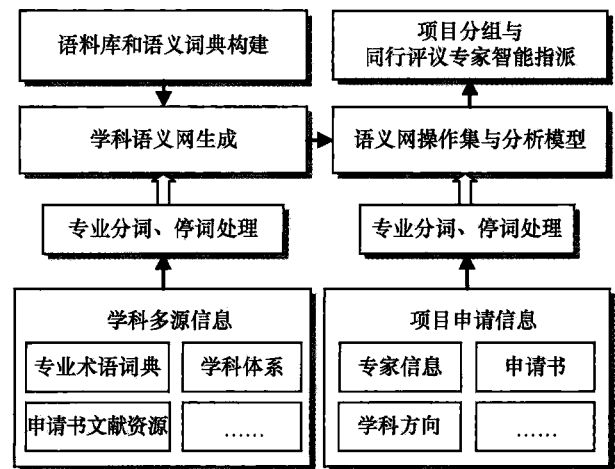 语料库和语义词典构建
项目分组与
同行评议专家智能指派
学科语义网生成
语义网操作集与分析模型
专业分词、停词处理
专业分词、停词处理
学科多源信息
专业术语词典
学科体系
申请书文献资源
……
项目申请信息
专家信息
申请书
学科方向
……